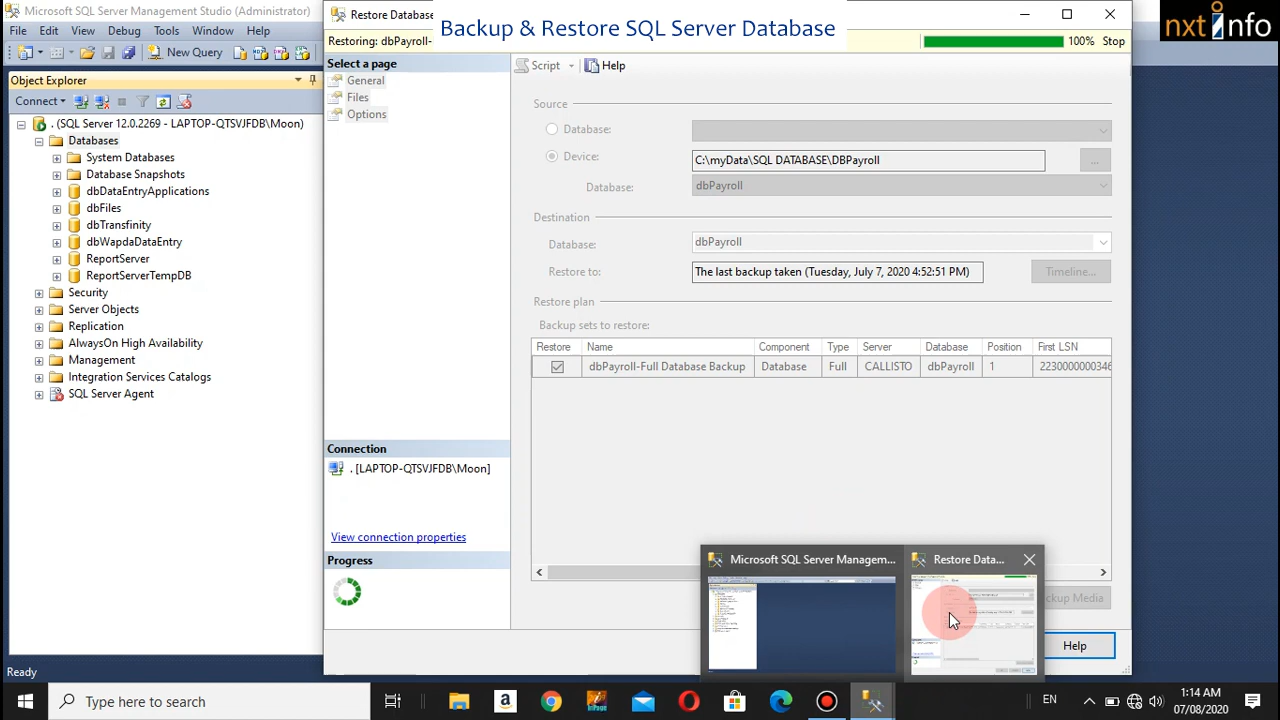 Microsoft SQL Server Management Studio (Administrator)
File Edit View Debug Tools Window Help
New Query
Object Explorer
Connect
. (SQL Server 12.0.2269 - LAPTOP-QTSVJFDB\Moon)
Databases
System Databases
Database Snapshots
dbDataEntryApplications
dbFiles
dbTransfinity
dbWapdaDataEntry
ReportServer
ReportServerTempDB
Security
Server Objects
Replication
AlwaysOn High Availability
Management
Integration Services Catalogs
SQL Server Agent
Ready
Restore Database
Backup & Restore SQL Server Database
nxt info
Restoring: dbPayroll-
100% Stop
Select a page
General
Files
Options
Script Help
Source
Database:
Device: C:\myData\SQL DATABASE\DBPayroll
...
Database: dbPayroll
Destination
Database: dbPayroll
Restore to: The last backup taken (Tuesday, July 7, 2020 4:52:51 PM)
Timeline...
Restore plan
Backup sets to restore:
Restore Name Component Type Server Database Position First LSN
dbPayroll-Full Database Backup Database Full CALLISTO dbPayroll 1 2230000000346
Connection
. [LAPTOP-QTSVJFDB\Moon]
View connection properties
Progress
Microsoft SQL Server Managem...
Restore Data...
ckup Media
Help
Type here to search
EN
1:14 AM
07/08/2020